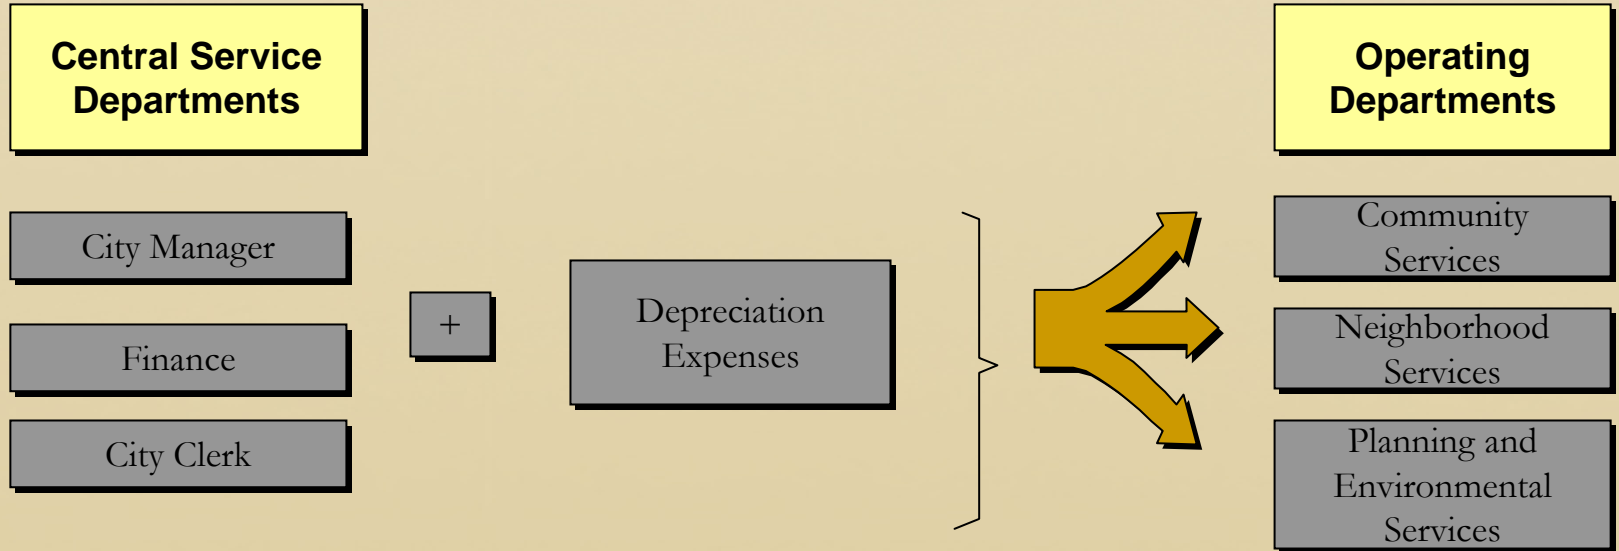 Central Service
Departments
Operating
Departments
City Manager
Finance
City Clerk
+
Depreciation
Expenses
Community
Services
Neighborhood
Services
Planning and
Environmental
Services